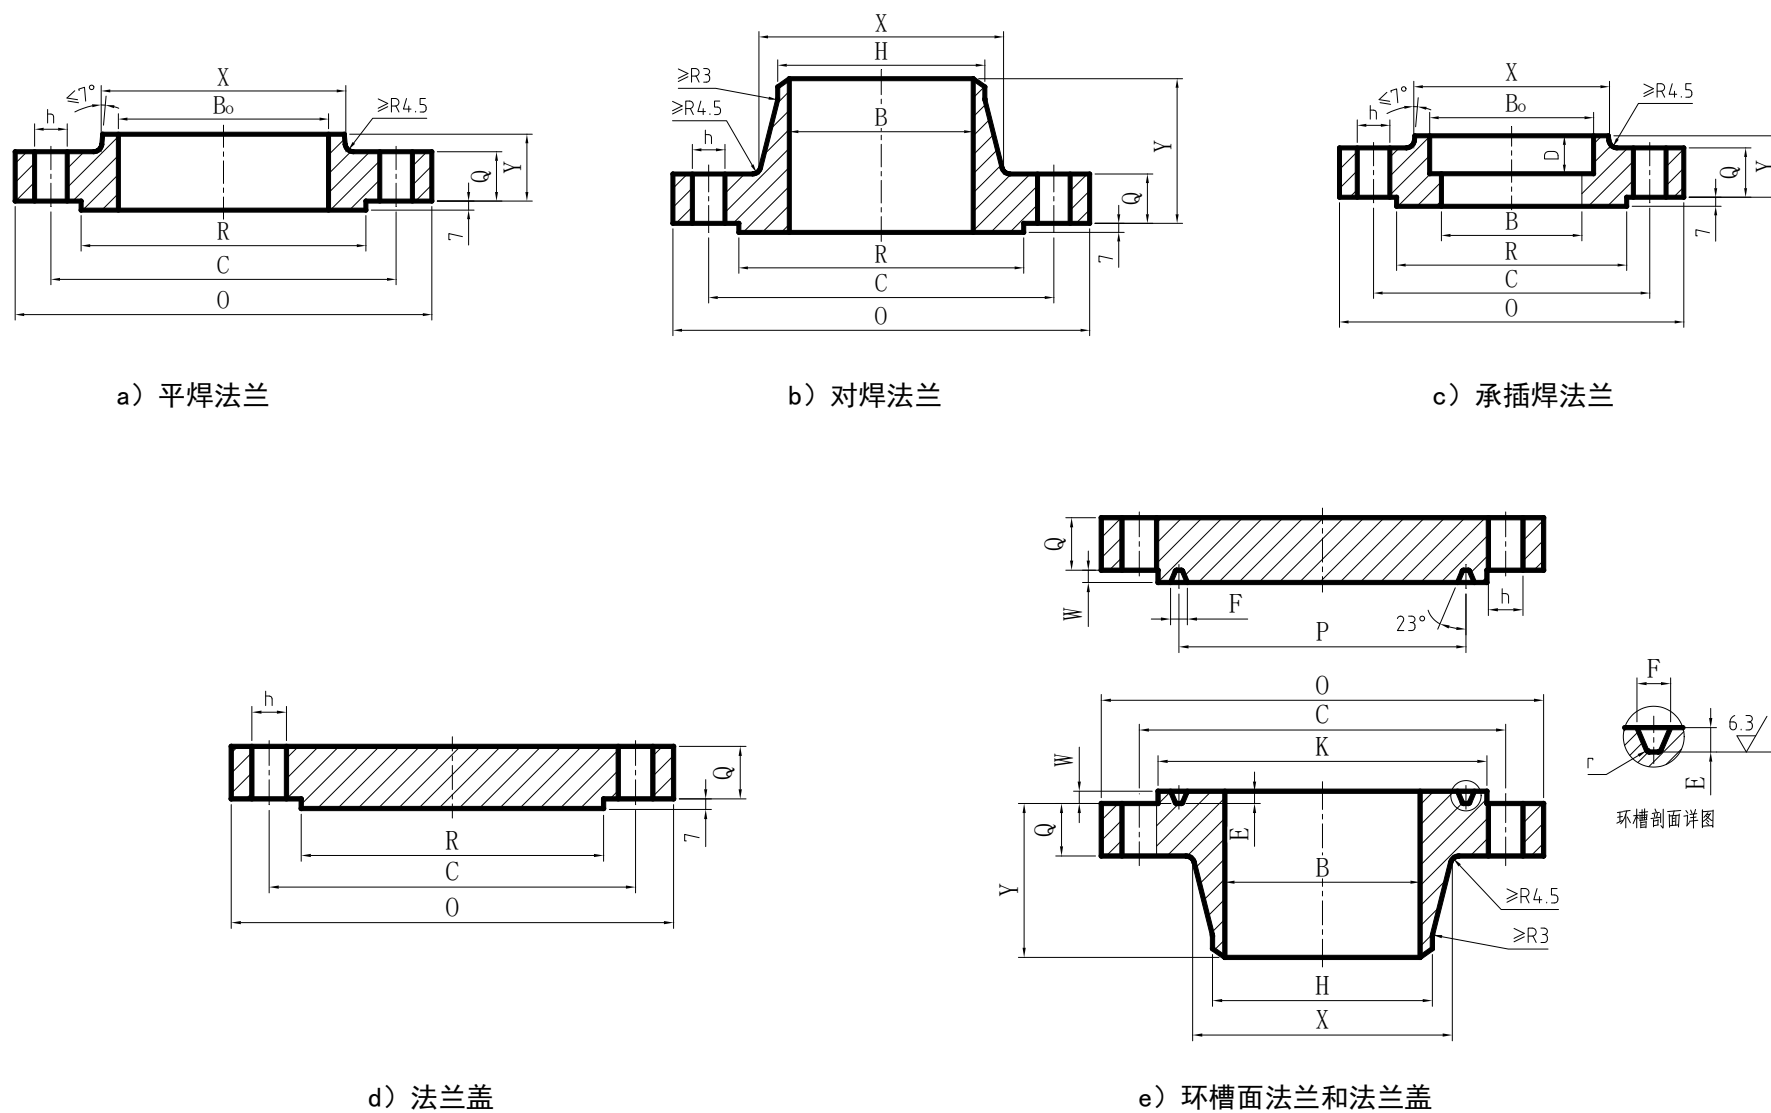 X
≤7°
B₀
h
≥R4.5
Y
Q
7
R
C
O
a）平焊法兰
X
H
≥R3
≥R4.5
h
B
Y
Q
7
R
C
O
b）对焊法兰
X
≤7°
B₀
h
≥R4.5
D
Y
Q
7
B
R
C
O
c）承插焊法兰
h
Q
7
R
C
O
d）法兰盖
Q
W
F
h
23°
P
O
C
K
W
Q
E
Y
B
≥R4.5
≥R3
H
X
F
6.3
r
E
环槽剖面详图
e）环槽面法兰和法兰盖